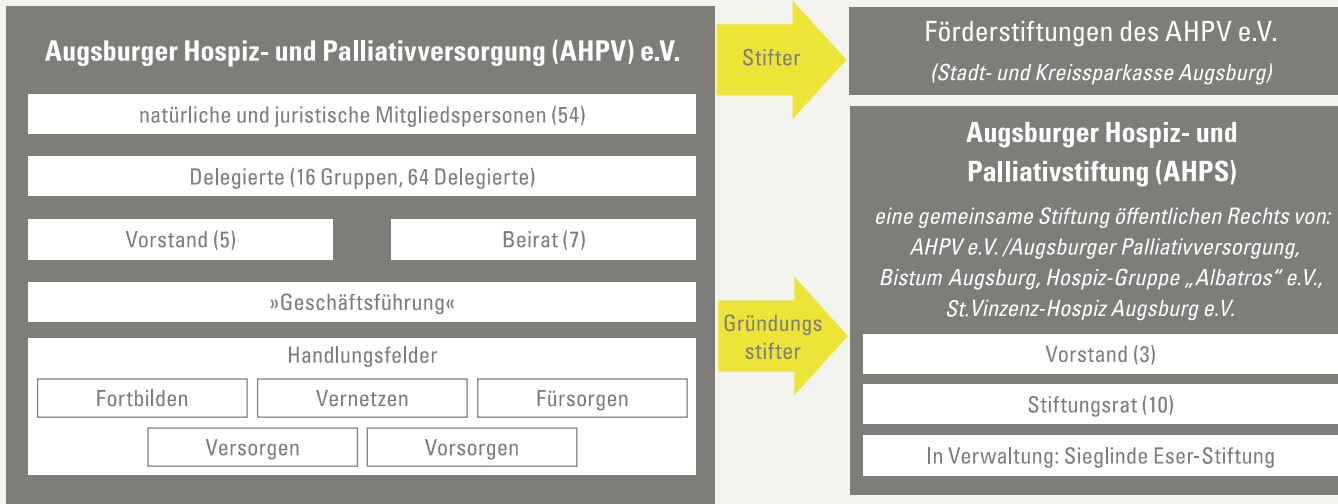 Augsburger Hospiz- und Palliativversorgung (AHPV) e.V.
natürliche und juristische Mitgliedspersonen (54)
Delegierte (16 Gruppen, 64 Delegierte)
Vorstand (5)
Beirat (7)
»Geschäftsführung«
Handlungsfelder
Fortbilden
Vernetzen
Fürsorgen
Versorgen
Vorsorgen
Stifter
Gründungs
stifter
Förderstiftungen des AHPV e.V.
(Stadt- und Kreissparkasse Augsburg)
Augsburger Hospiz- und
Palliativstiftung (AHPS)
eine gemeinsame Stiftung öffentlichen Rechts von:
AHPV e.V. /Augsburger Palliativversorgung,
Bistum Augsburg, Hospiz-Gruppe „Albatros“ e.V.,
St.Vinzenz-Hospiz Augsburg e.V.
Vorstand (3)
Stiftungsrat (10)
In Verwaltung: Sieglinde Eser-Stiftung